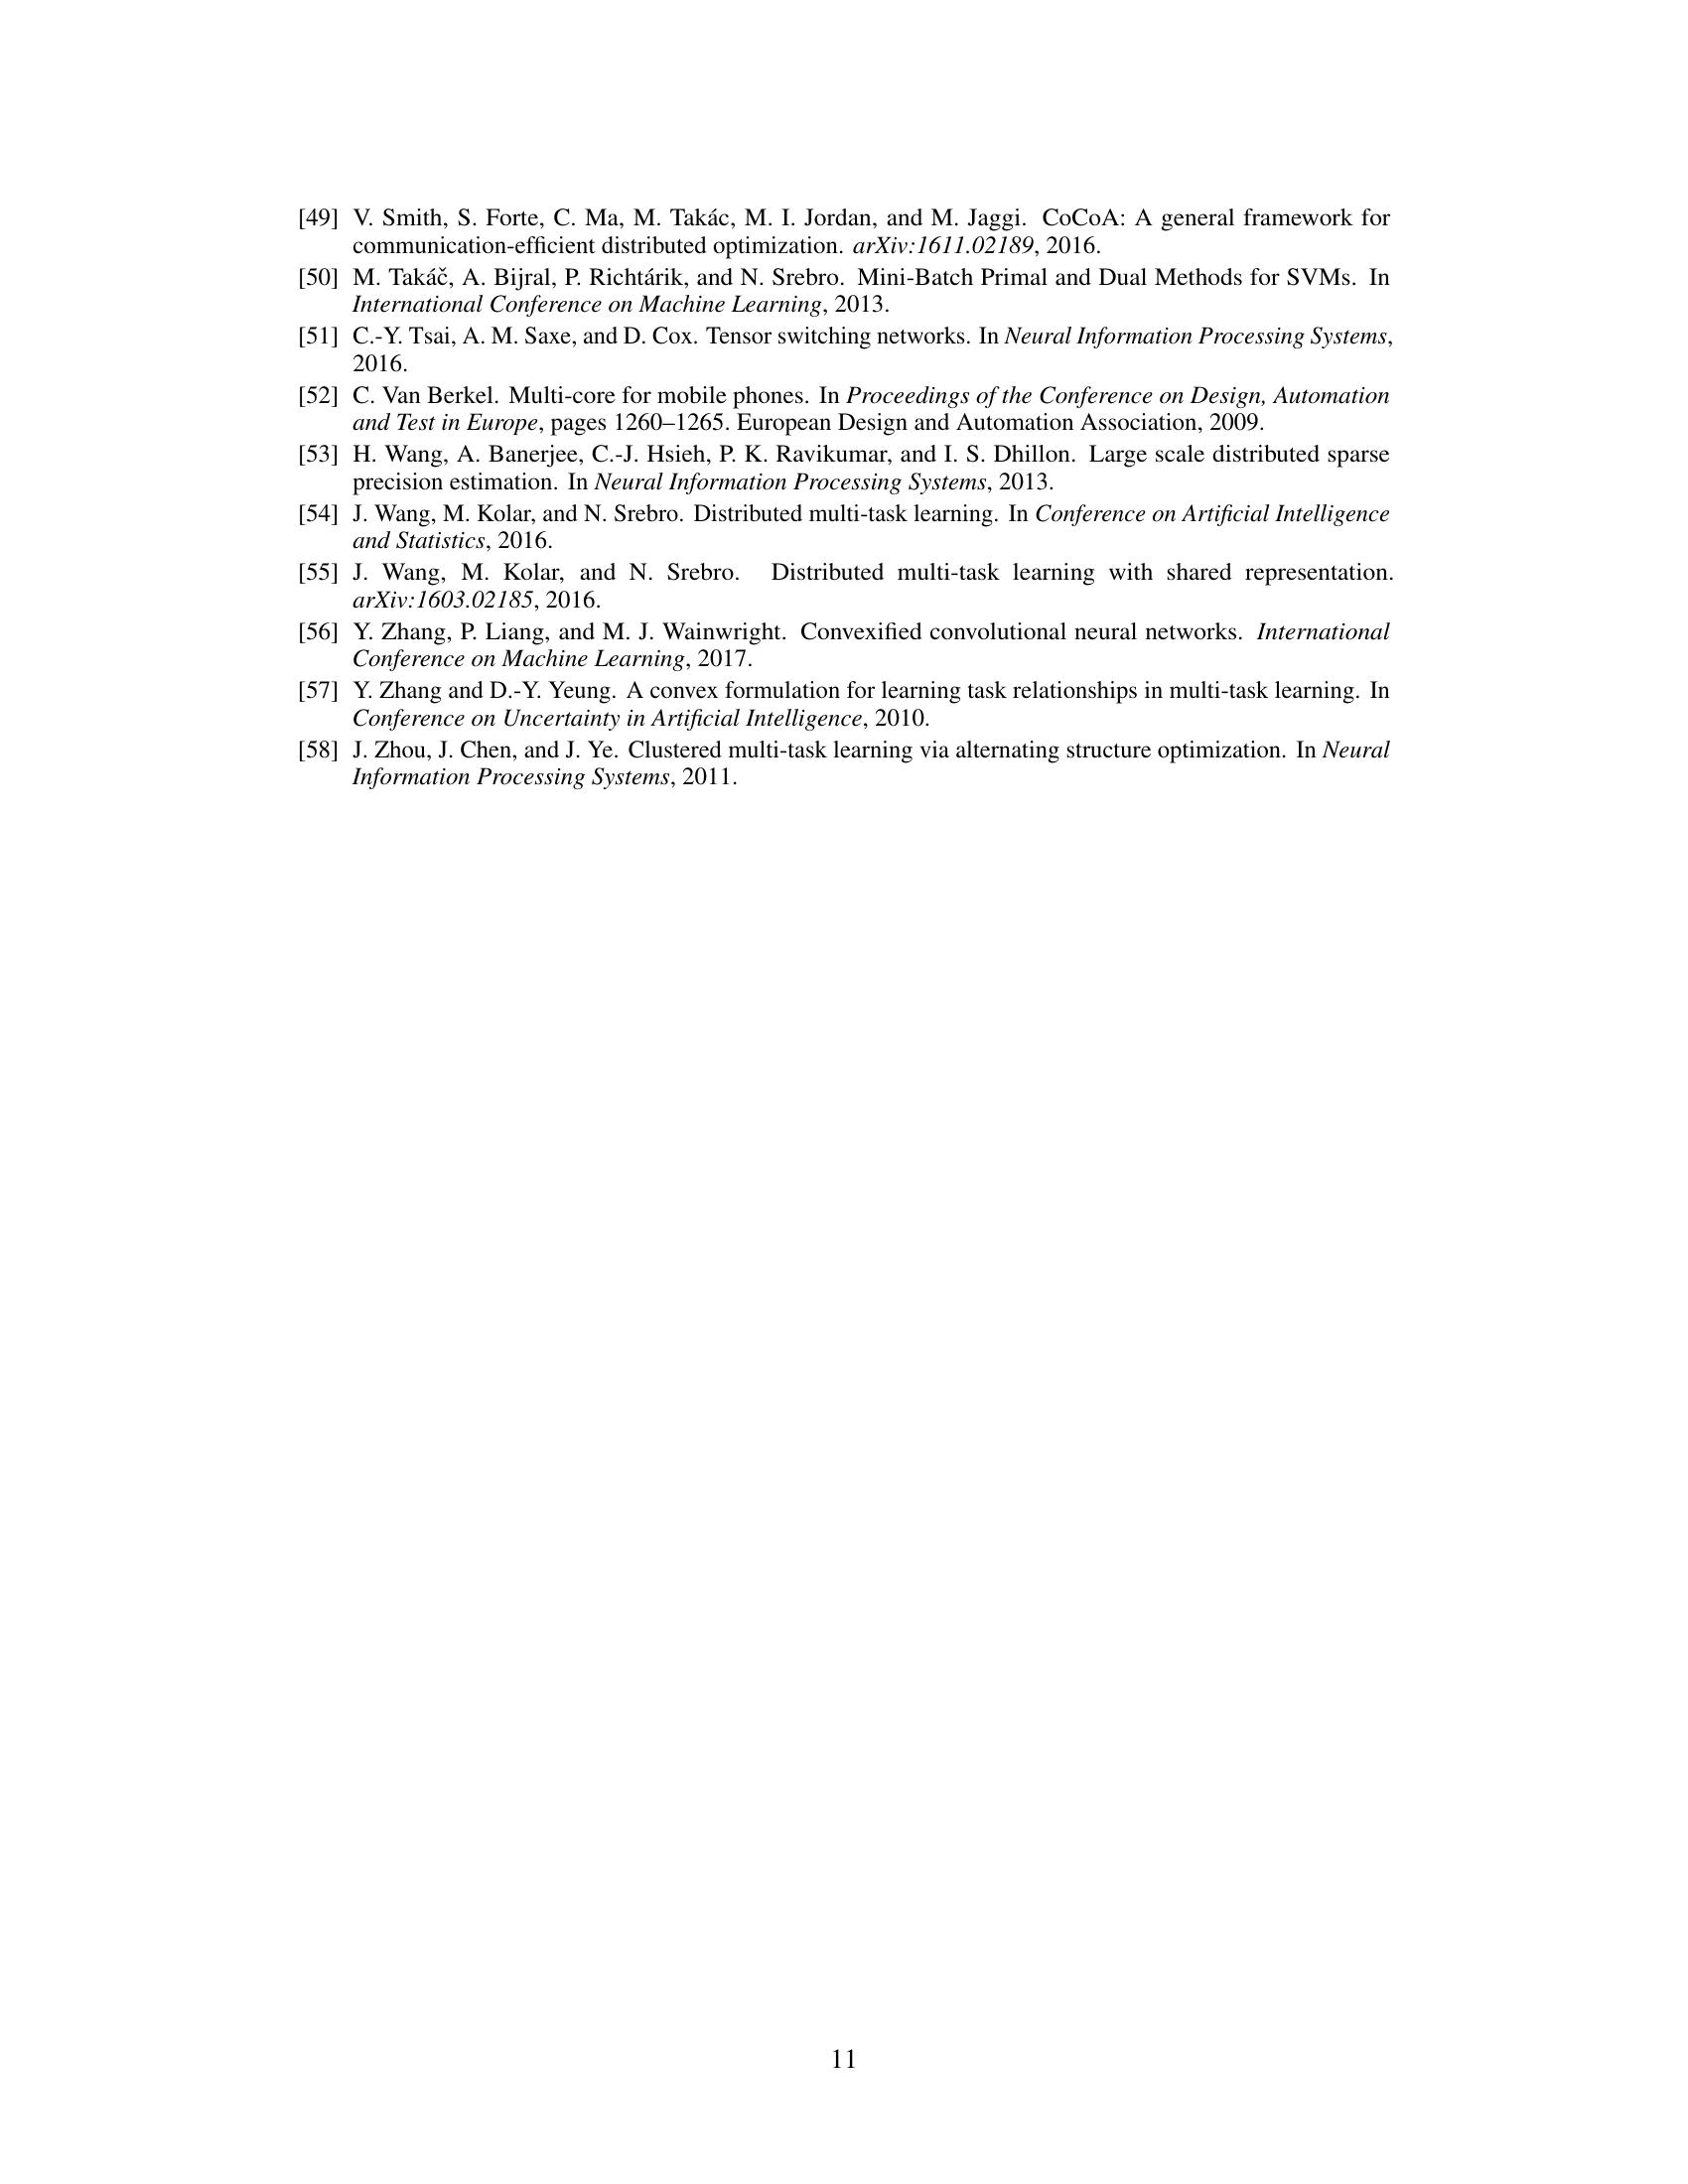 [49] V. Smith, S. Forte, C. Ma, M. Takác, M. I. Jordan, and M. Jaggi. CoCoA: A general framework for
communication-efficient distributed optimization. arXiv:1611.02189, 2016.
[50] M. Takáč, A. Bijral, P. Richtárik, and N. Srebro. Mini-Batch Primal and Dual Methods for SVMs. In
International Conference on Machine Learning, 2013.
[51] C.-Y. Tsai, A. M. Saxe, and D. Cox. Tensor switching networks. In Neural Information Processing Systems,
2016.
[52] C. Van Berkel. Multi-core for mobile phones. In Proceedings of the Conference on Design, Automation
and Test in Europe, pages 1260–1265. European Design and Automation Association, 2009.
[53] H. Wang, A. Banerjee, C.-J. Hsieh, P. K. Ravikumar, and I. S. Dhillon. Large scale distributed sparse
precision estimation. In Neural Information Processing Systems, 2013.
[54] J. Wang, M. Kolar, and N. Srebro. Distributed multi-task learning. In Conference on Artificial Intelligence
and Statistics, 2016.
[55] J. Wang, M. Kolar, and N. Srebro. Distributed multi-task learning with shared representation.
arXiv:1603.02185, 2016.
[56] Y. Zhang, P. Liang, and M. J. Wainwright. Convexified convolutional neural networks. International
Conference on Machine Learning, 2017.
[57] Y. Zhang and D.-Y. Yeung. A convex formulation for learning task relationships in multi-task learning. In
Conference on Uncertainty in Artificial Intelligence, 2010.
[58] J. Zhou, J. Chen, and J. Ye. Clustered multi-task learning via alternating structure optimization. In Neural
Information Processing Systems, 2011.
11